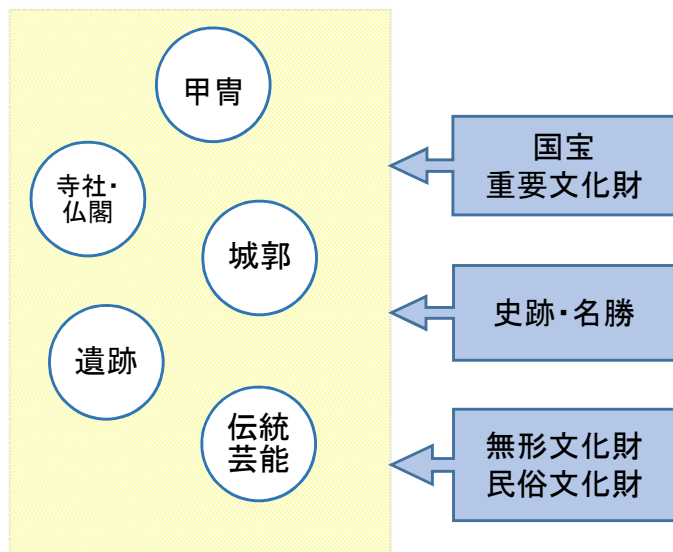 甲冑
寺社・
仏閣
城郭
遺跡
伝統
芸能
国宝
重要文化財
史跡・名勝
無形文化財
民俗文化財